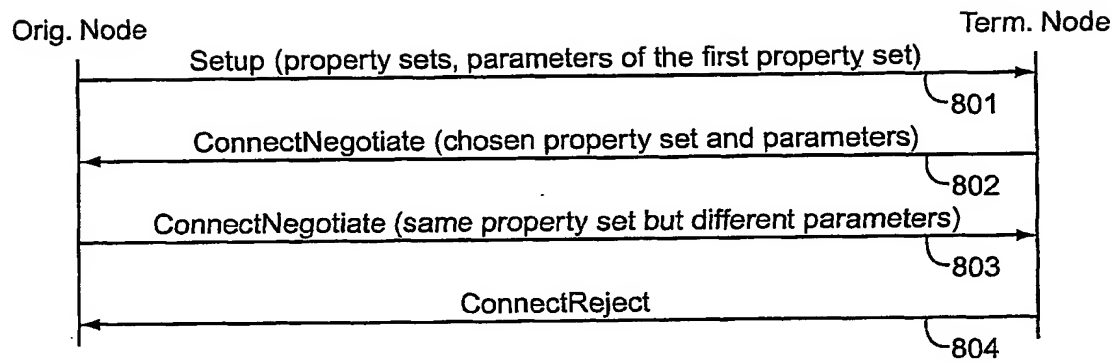 Orig. Node
Term. Node
Setup (property sets, parameters of the first property set)
801
ConnectNegotiate (chosen property set and parameters)
802
ConnectNegotiate (same property set but different parameters)
803
ConnectReject
804